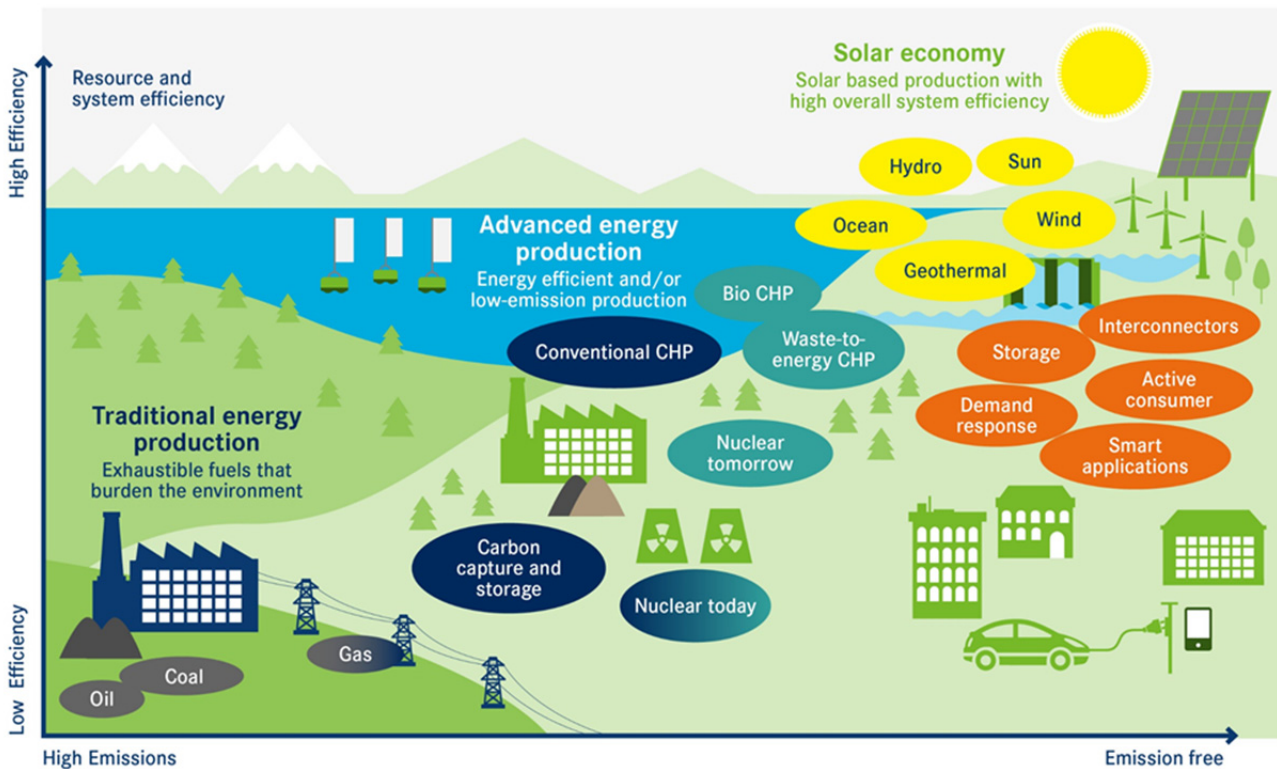 Solar economy
Solar based production with
high overall system efficiency
Resource and
system efficiency
High Efficiency
Hydro
Sun
Ocean
Wind
Geothermal
Advanced energy
production
Energy efficient and/or
low-emission production
Bio CHP
Conventional CHP
Waste-to-
energy CHP
Interconnectors
Storage
Active
consumer
Demand
response
Smart
applications
Traditional energy
production
Exhaustible fuels that
burden the environment
Nuclear
tomorrow
Carbon
capture and
storage
Nuclear today
Gas
Coal
Oil
Low Efficiency
High Emissions
Emission free